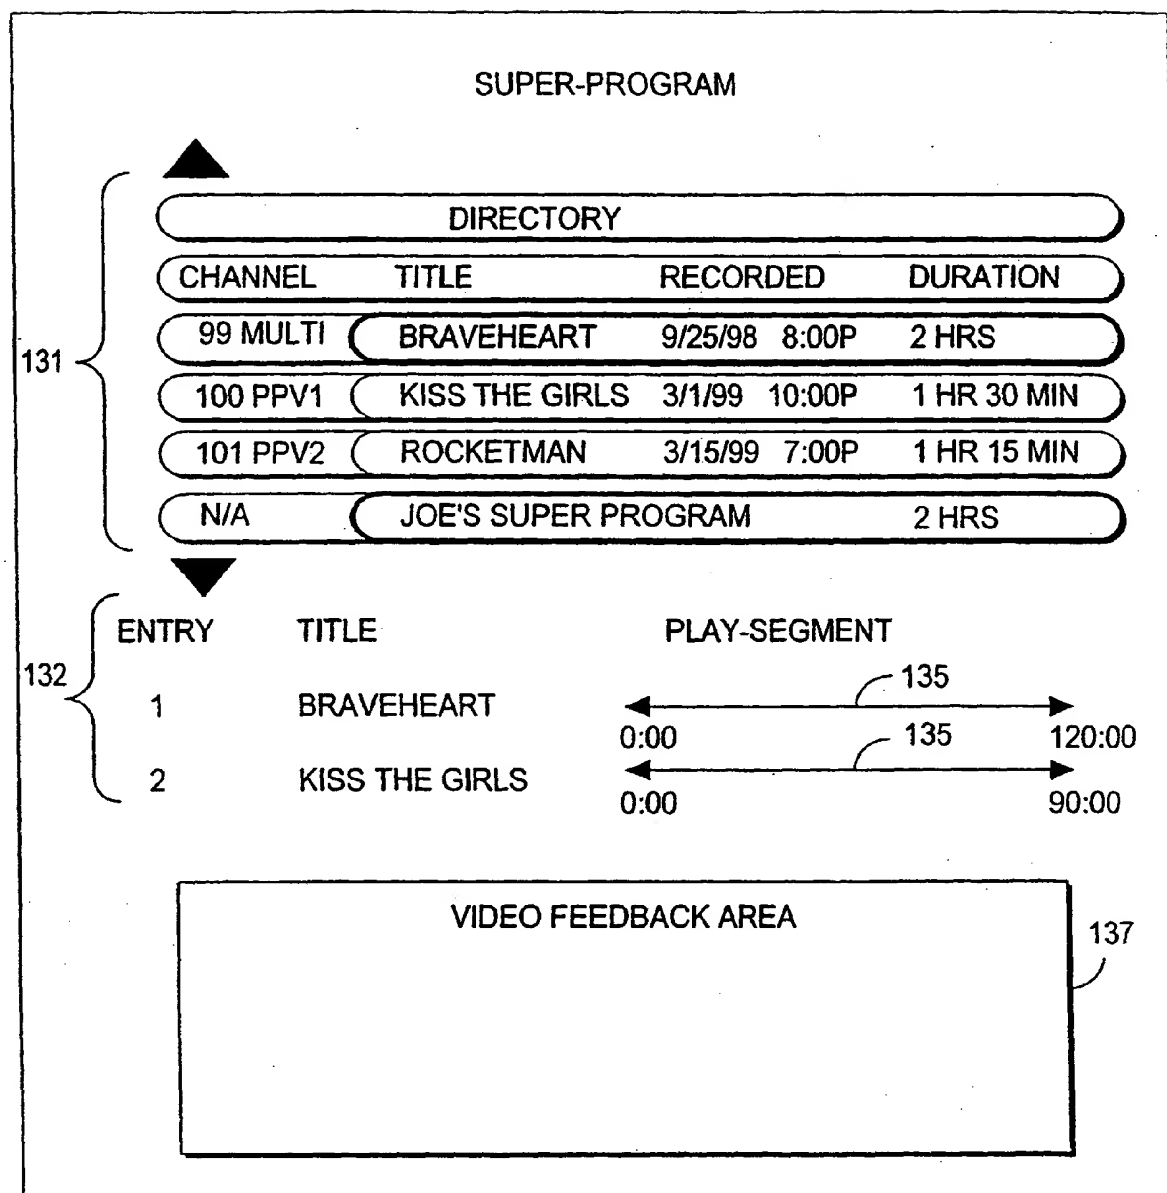 SUPER-PROGRAM
DIRECTORY
CHANNEL TITLE RECORDED DURATION
99 MULTI BRAVEHEART 9/25/98 8:00P 2 HRS
131
100 PPV1 KISS THE GIRLS 3/1/99 10:00P 1 HR 30 MIN
101 PPV2 ROCKETMAN 3/15/99 7:00P 1 HR 15 MIN
N/A JOE'S SUPER PROGRAM 2 HRS
ENTRY TITLE PLAY-SEGMENT
132
135
1 BRAVEHEART
0:00 135 120:00
2 KISS THE GIRLS
0:00 90:00
VIDEO FEEDBACK AREA
137